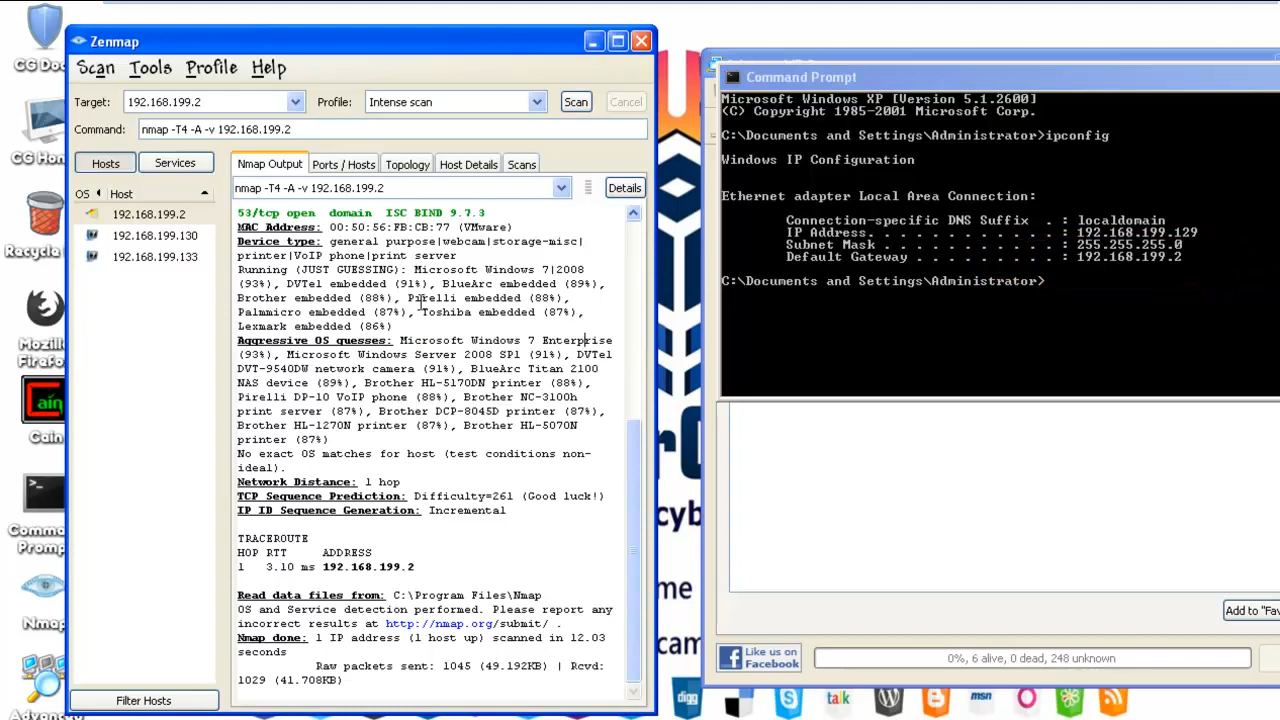 CG Doc
CG Hon
Recycle
Mozill
Firefo
Cain
Comma
Promp
Nmap
Advanc
Zenmap
Scan Tools Profile Help
Target: 192.168.199.2 Profile: Intense scan Scan Cancel
Command: nmap -T4 -A -v 192.168.199.2
Hosts Services
OS Host
192.168.199.2
192.168.199.130
192.168.199.133
Filter Hosts
Nmap Output Ports / Hosts Topology Host Details Scans
nmap -T4 -A -v 192.168.199.2 Details
53/tcp open domain ISC BIND 9.7.3
MAC Address: 00:50:56:FB:CB:77 (VMware)
Device type: general purpose|webcam|storage-misc|
printer|VoIP phone|print server
Running (JUST GUESSING): Microsoft Windows 7|2008
(93%), DVTel embedded (91%), BlueArc embedded (89%),
Brother embedded (88%), Pirelli embedded (88%),
Palmmicro embedded (87%), Toshiba embedded (87%),
Lexmark embedded (86%)
Aggressive OS guesses: Microsoft Windows 7 Enterprise
(93%), Microsoft Windows Server 2008 SP1 (91%), DVTel
DVT-9540DW network camera (91%), BlueArc Titan 2100
NAS device (89%), Brother HL-5170DN printer (88%),
Pirelli DP-10 VoIP phone (88%), Brother NC-3100h
print server (87%), Brother DCP-8045D printer (87%),
Brother HL-1270N printer (87%), Brother HL-5070N
printer (87%)
No exact OS matches for host (test conditions non-
ideal).
Network Distance: 1 hop
TCP Sequence Prediction: Difficulty=261 (Good luck!)
IP ID Sequence Generation: Incremental
TRACEROUTE
HOP RTT ADDRESS
1 3.10 ms 192.168.199.2
Read data files from: C:\Program Files\Nmap
OS and Service detection performed. Please report any
incorrect results at http://nmap.org/submit/ .
Nmap done: 1 IP address (1 host up) scanned in 12.03
seconds
Raw packets sent: 1045 (49.192KB) | Rcvd:
1029 (41.708KB)
Command Prompt
Microsoft Windows XP [Version 5.1.2600]
(C) Copyright 1985-2001 Microsoft Corp.
C:\Documents and Settings\Administrator>ipconfig
Windows IP Configuration
Ethernet adapter Local Area Connection:
Connection-specific DNS Suffix . : localdomain
IP Address. . . . . . . . . . . . : 192.168.199.129
Subnet Mask . . . . . . . . . . . : 255.255.255.0
Default Gateway . . . . . . . . . : 192.168.199.2
C:\Documents and Settings\Administrator>
cyb
me
cam
Add to "Fav
Like us on
Facebook
0%, 6 alive, 0 dead, 248 unknown
digg
talk
msn